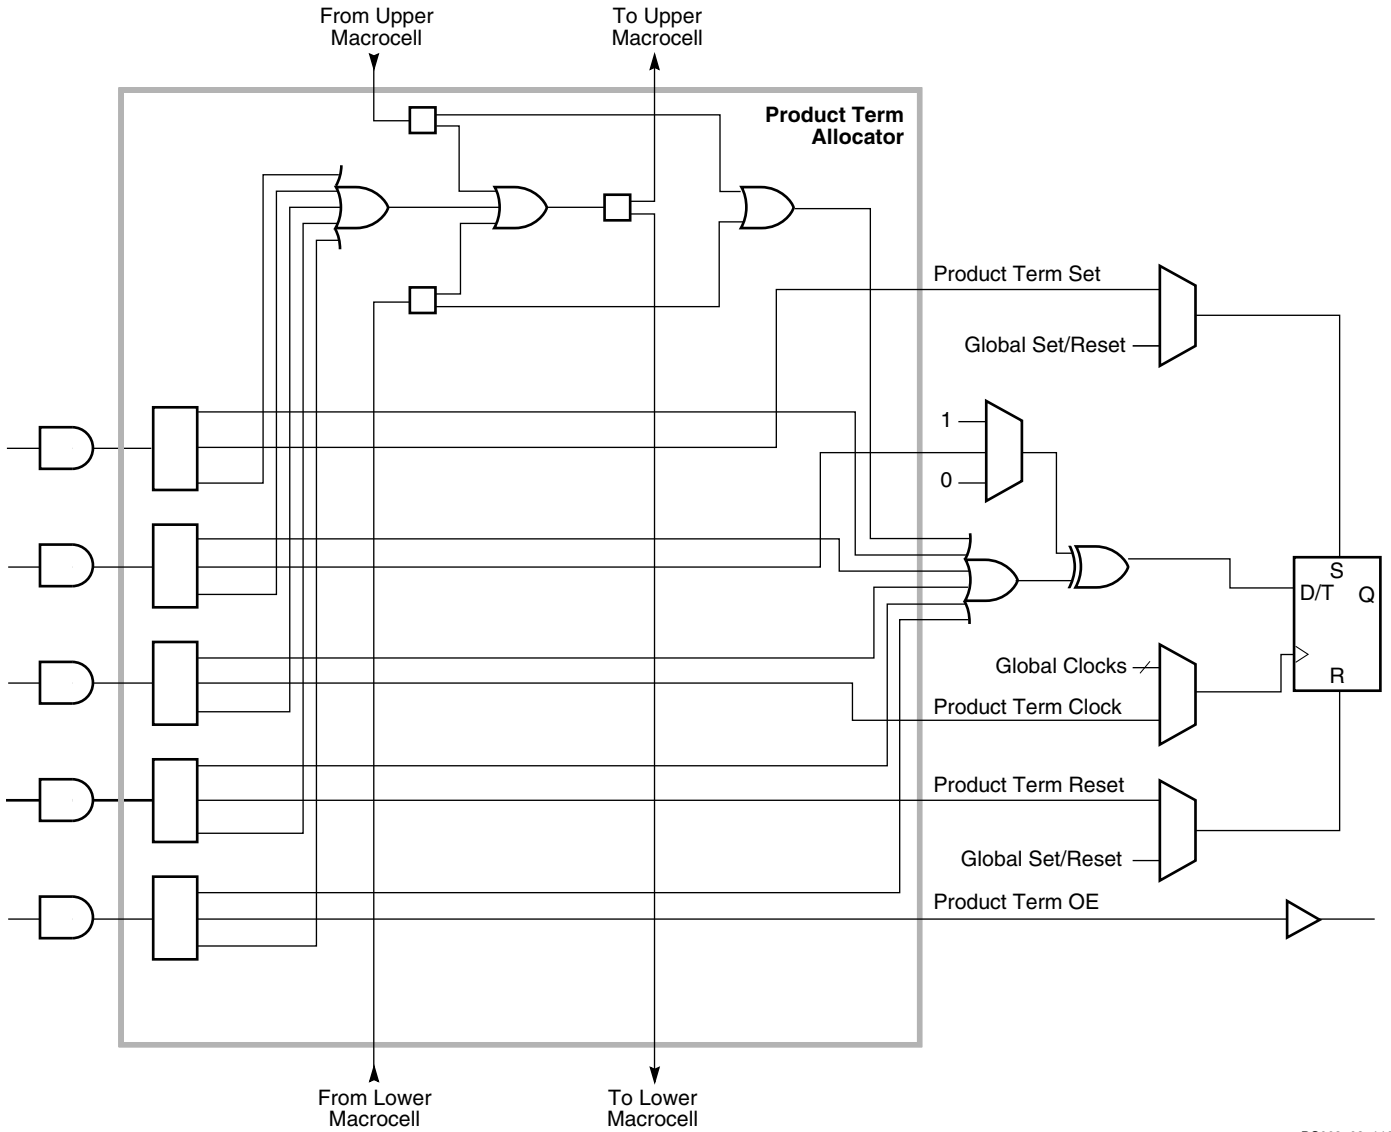 From Upper
Macrocell
To Upper
Macrocell
Product Term
Allocator
Product Term Set
Global Set/Reset
1
0
S
D/T
Q
R
Global Clocks
Product Term Clock
Product Term Reset
Global Set/Reset
Product Term OE
From Lower
Macrocell
To Lower
Macrocell